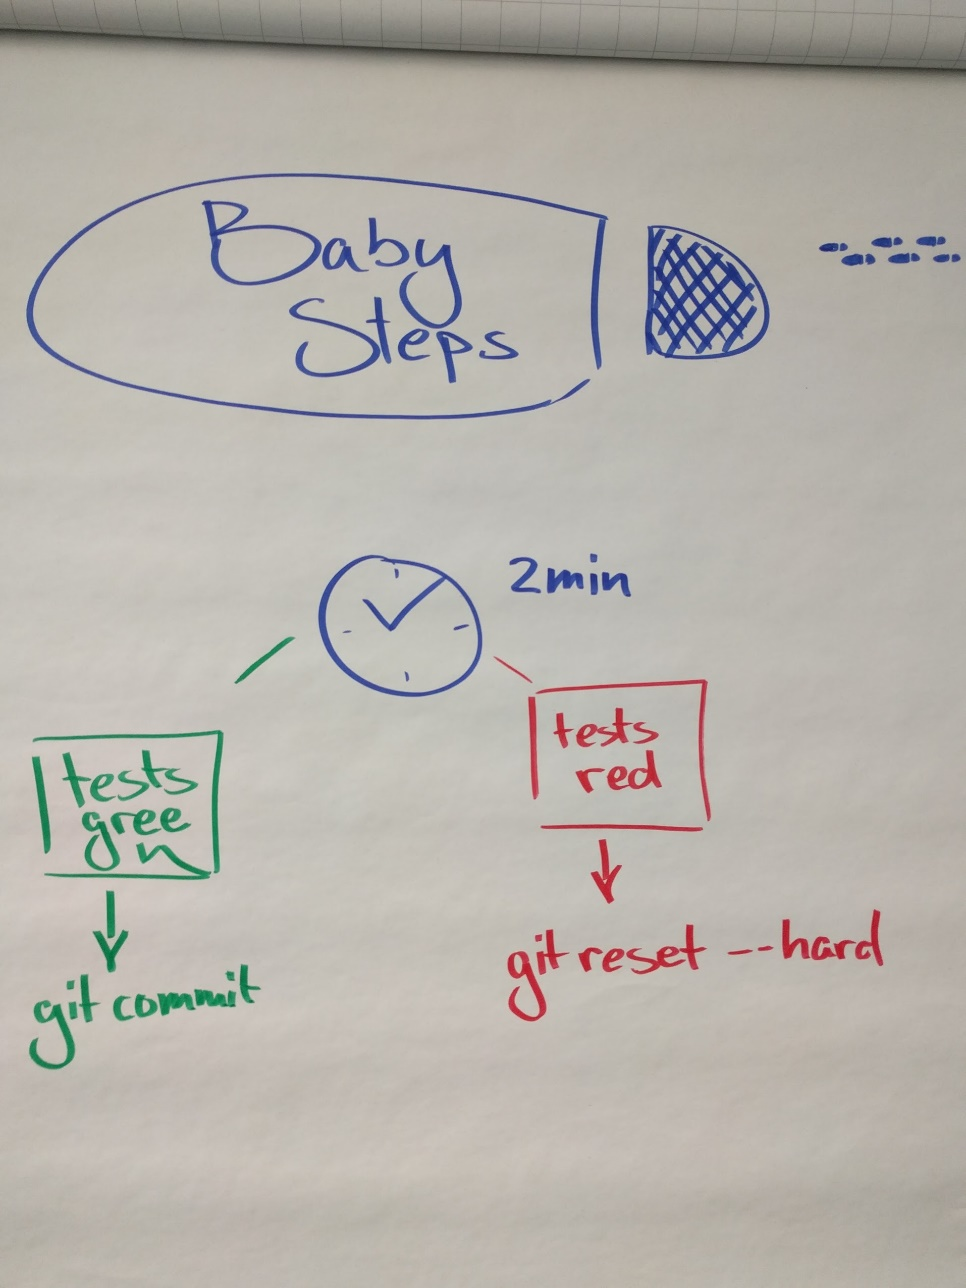 Baby
Steps
2min
tests
gree
n
tests
red
git commit
git reset --hard